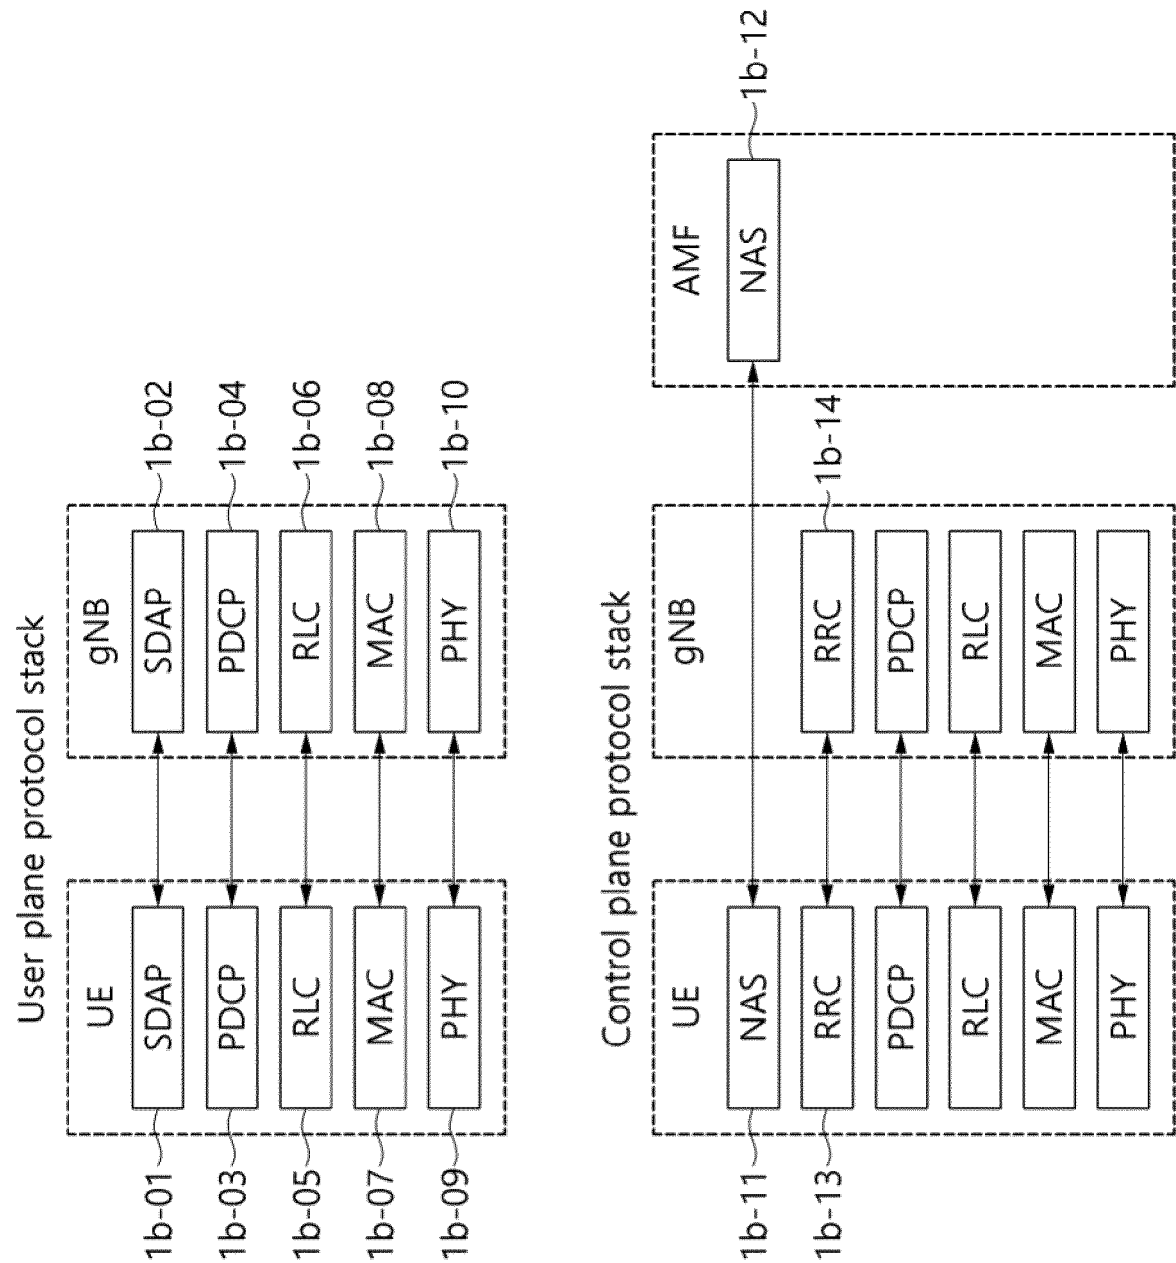 User plane protocol stack
UE
gNB
1b-01 SDAP SDAP 1b-02
1b-03 PDCP PDCP 1b-04
1b-05 RLC RLC 1b-06
1b-07 MAC MAC 1b-08
1b-09 PHY PHY 1b-10
Control plane protocol stack
UE
gNB
AMF
1b-11 NAS NAS 1b-12
1b-13 RRC RRC 1b-14
PDCP PDCP
RLC RLC
MAC MAC
PHY PHY